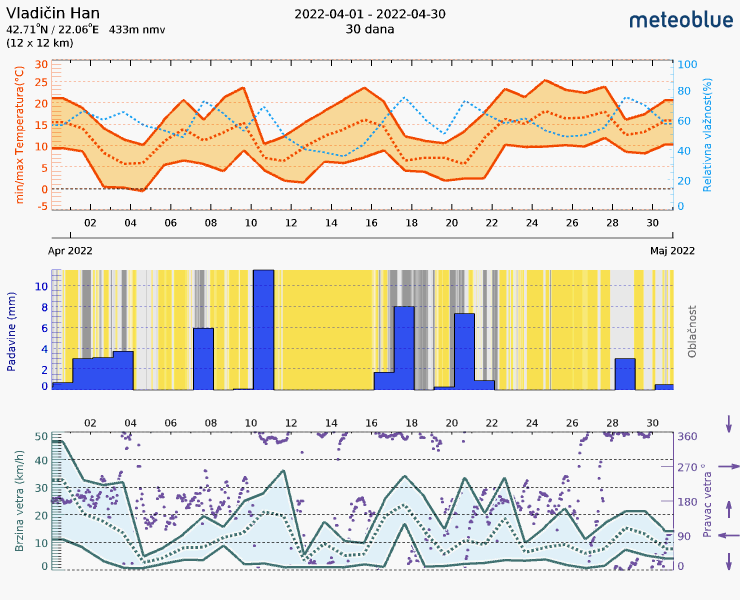 Vladičin Han
2022-04-01 - 2022-04-30
meteoblue
42.71°N / 22.06°E 433m nmv
30 dana
(12 x 12 km)
min/max Temperatura(°C)
30
25
20
15
10
5
0
-5
100
80
60
40
20
0
Relativna vlažnost(%)
02 04 06 08 10 12 14 16 18 20 22 24 26 28 30
Apr 2022
Maj 2022
Padavine (mm)
10
8
6
4
2
0
Oblačnost
02 04 06 08 10 12 14 16 18 20 22 24 26 28 30
Brzina vetra (km/h)
50
40
30
20
10
0
360
270
180
90
0
Pravac vetra °